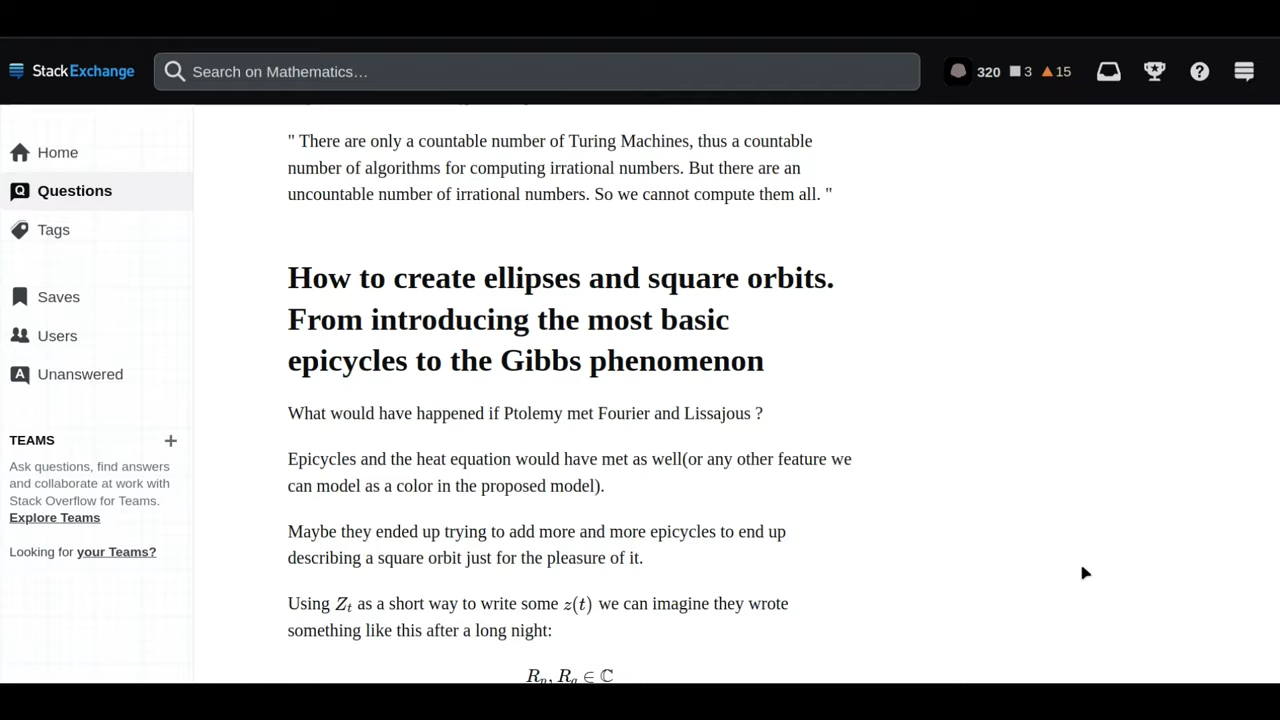 StackExchange
Search on Mathematics…
320 3 15
Home
Questions
Tags
Saves
Users
Unanswered
TEAMS
Ask questions, find answers
and collaborate at work with
Stack Overflow for Teams.
Explore Teams
Looking for your Teams?
" There are only a countable number of Turing Machines, thus a countable
number of algorithms for computing irrational numbers. But there are an
uncountable number of irrational numbers. So we cannot compute them all. "
How to create ellipses and square orbits.
From introducing the most basic
epicycles to the Gibbs phenomenon
What would have happened if Ptolemy met Fourier and Lissajous ?
Epicycles and the heat equation would have met as well(or any other feature we
can model as a color in the proposed model).
Maybe they ended up trying to add more and more epicycles to end up
describing a square orbit just for the pleasure of it.
Using Zₜ as a short way to write some z(t) we can imagine they wrote
something like this after a long night: